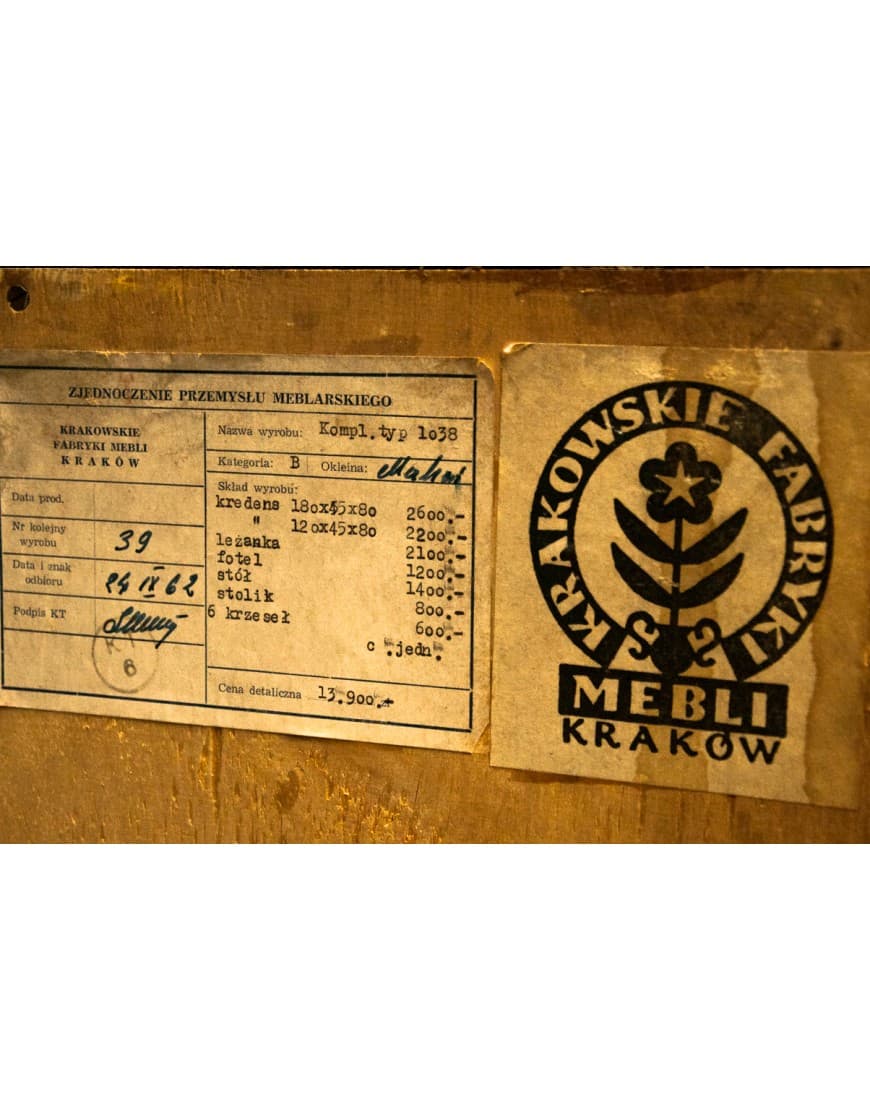 ZJEDNOCZENIE PRZEMYSŁU MEBLARSKIEGO
KRAKOWSKIE
FABRYKI MEBLI
KRAKÓW
Data prod.
Nr kolejny
wyrobu 39
Data i znak
odbioru 24 IX 62
Podpis KT
K
8
Nazwa wyrobu: Kompl.typ 1o38
Kategoria: B Okleina: Mahoń
Skład wyrobu:
kredens 18ox45x8o 26oo.-
" 12ox45x8o 22oo.-
leżanka 21oo.-
fotel 12oo.-
stół 14oo.-
stolik 8oo.-
6 krzeseł 6oo.-
c .jedn.
Cena detaliczna 13.9oo.-
KRAKOWSKIE FABRYKI
MEBLI
KRAKÓW